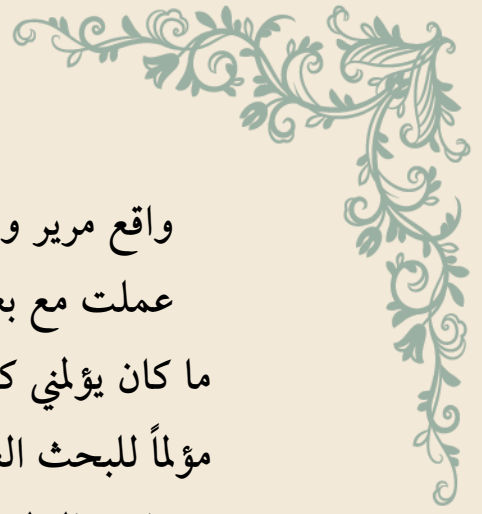 واقع مرير و
عملت مع
ما كان يؤلمني
مؤلماً للبحث